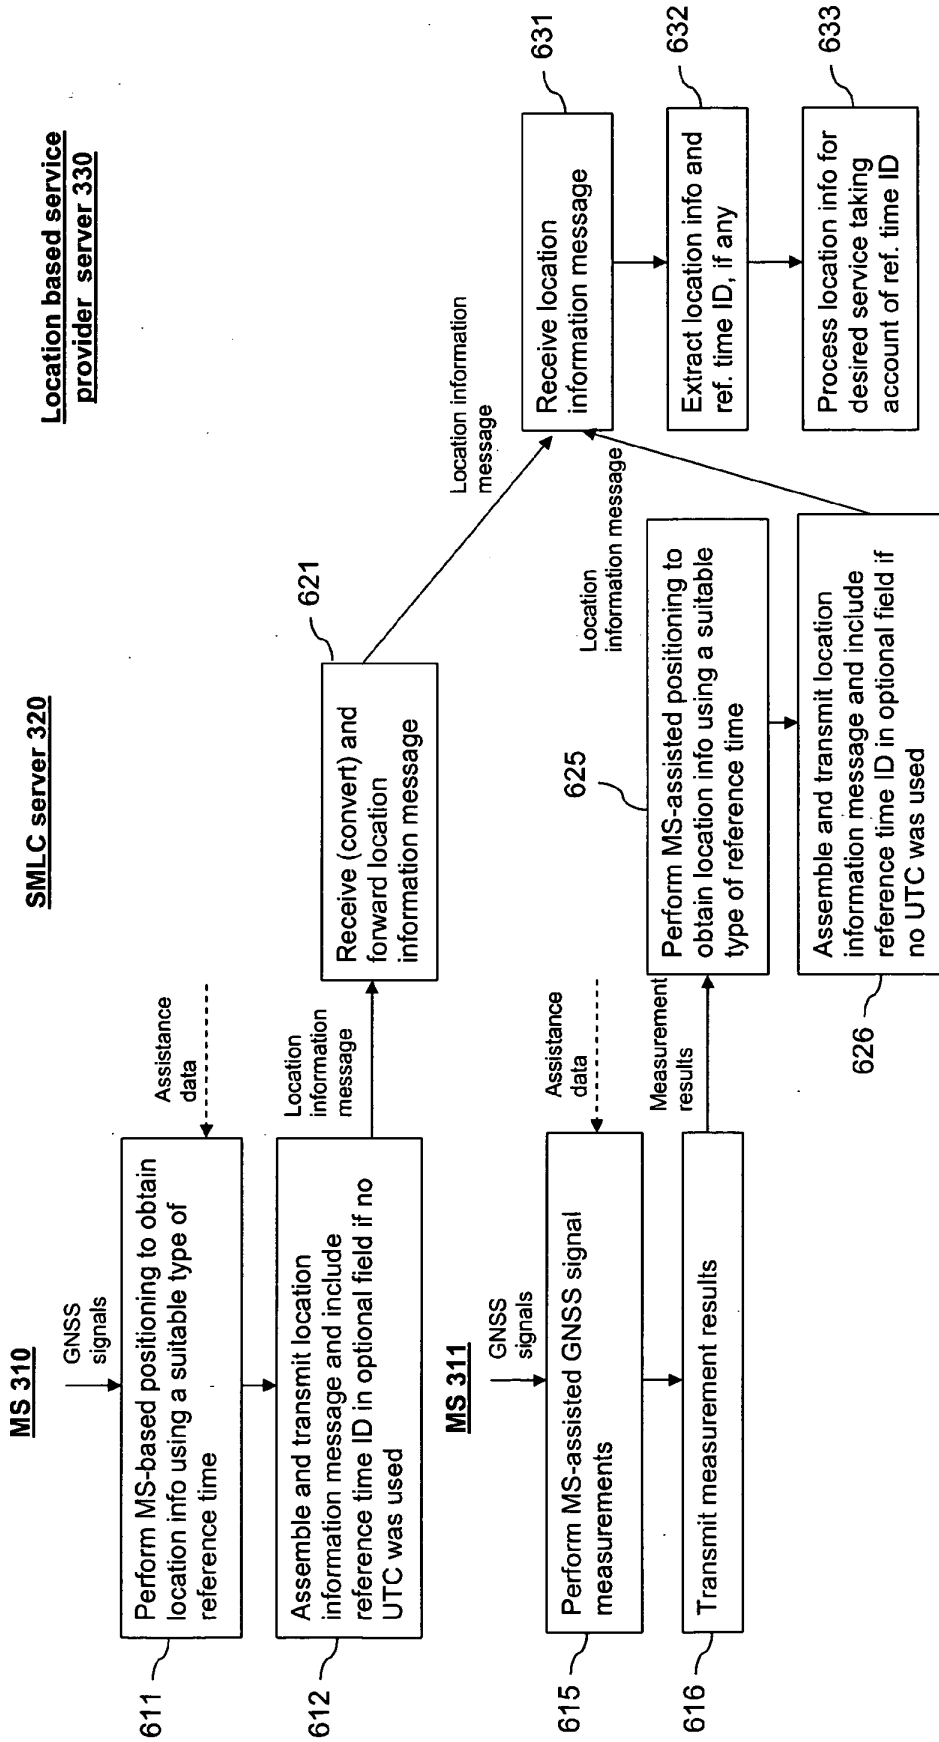 MS 310
GNSS
signals
Assistance
data
Perform MS-based positioning to obtain
location info using a suitable type of
reference time
611
Assemble and transmit location
information message and include
reference time ID in optional field if no
UTC was used
612
Location
information
message
MS 311
GNSS
signals
Assistance
data
Perform MS-assisted GNSS signal
measurements
615
Transmit measurement results
616
Measurement
results
SMLC server 320
Receive (convert) and
forward location
information message
621
Location information
message
Perform MS-assisted positioning to
obtain location info using a suitable
type of reference time
625
Assemble and transmit location
information message and include
reference time ID in optional field if
no UTC was used
626
Location
information message
Location based service
provider server 330
Receive location
information message
631
Extract location info and
ref. time ID, if any
632
Process location info for
desired service taking
account of ref. time ID
633